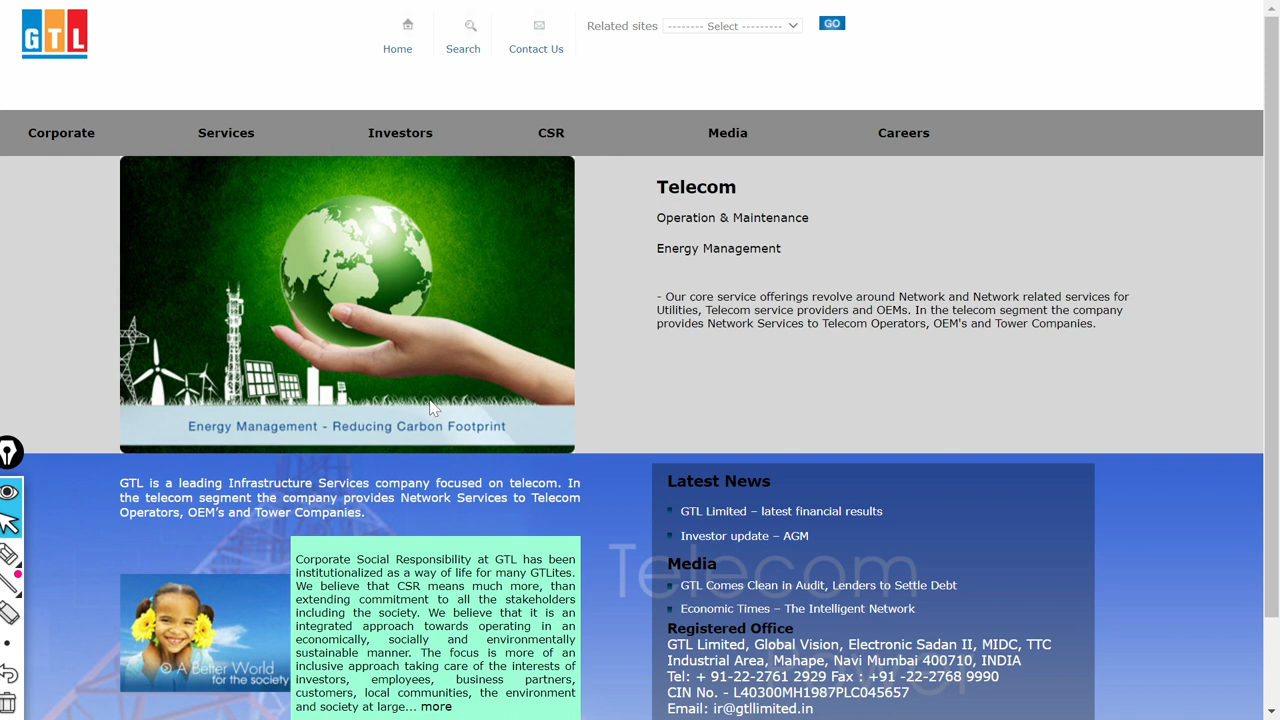 GTL
Home
Search
Contact Us
Related sites
-------- Select ---------
GO
Corporate
Services
Investors
CSR
Media
Careers
Energy Management - Reducing Carbon Footprint
Telecom
Operation & Maintenance
Energy Management
- Our core service offerings revolve around Network and Network related services for
Utilities, Telecom service providers and OEMs. In the telecom segment the company
provides Network Services to Telecom Operators, OEM's and Tower Companies.
GTL is a leading Infrastructure Services company focused on telecom. In
the telecom segment the company provides Network Services to Telecom
Operators, OEM’s and Tower Companies.
A Better World
for the society
Corporate Social Responsibility at GTL has been
institutionalized as a way of life for many GTLites.
We believe that CSR means much more, than
extending commitment to all the stakeholders
including the society. We believe that it is an
integrated approach towards operating in an
economically, socially and environmentally
sustainable manner. The focus is more of an
inclusive approach taking care of the interests of
investors, employees, business partners,
customers, local communities, the environment
and society at large... more
Latest News
GTL Limited – latest financial results
Investor update – AGM
Telecom
Media
GTL Comes Clean in Audit, Lenders to Settle Debt
Economic Times – The Intelligent Network
Registered Office
GTL Limited, Global Vision, Electronic Sadan II, MIDC, TTC
Industrial Area, Mahape, Navi Mumbai 400710, INDIA
Tel: + 91-22-2761 2929 Fax : +91 -22-2768 9990
CIN No. - L40300MH1987PLC045657
Email: ir@gtllimited.in